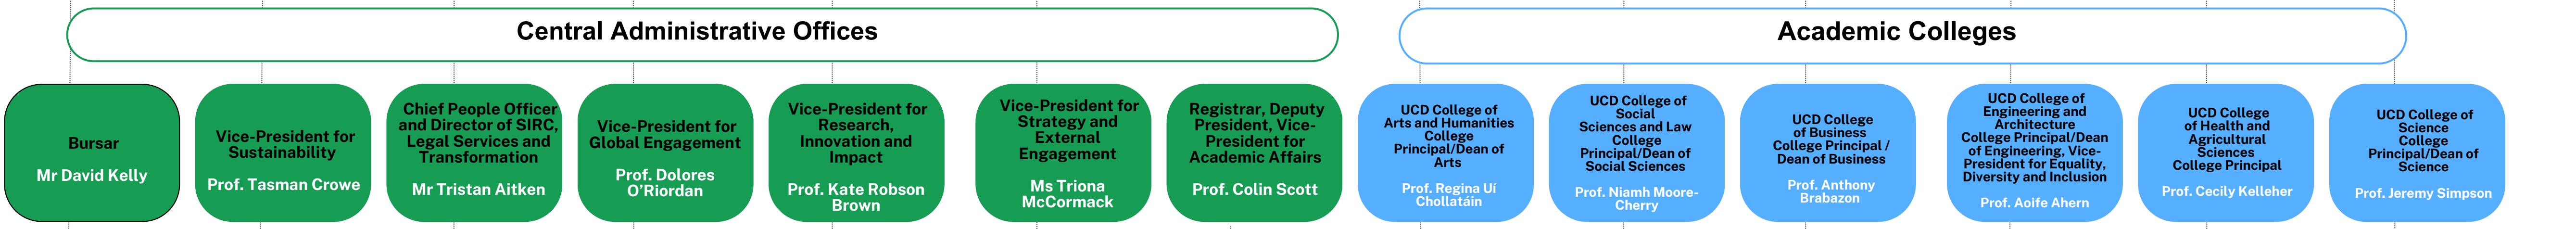 Central Administrative Offices
Academic Colleges
Bursar
Mr David Kelly
Vice-President for
Sustainability
Prof. Tasman Crowe
Chief People Officer
and Director of SIRC,
Legal Services and
Transformation
Mr Tristan Aitken
Vice-President for
Global Engagement
Prof. Dolores
O'Riordan
Vice-President for
Research,
Innovation and
Impact
Prof. Kate Robson
Brown
Vice-President for
Strategy and
External
Engagement
Ms Triona
McCormack
Registrar, Deputy
President, Vice-
President for
Academic Affairs
Prof. Colin Scott
UCD College of
Arts and Humanities
College
Principal/Dean of
Arts
Prof. Regina Uí
Chollatáin
UCD College of
Social
Sciences and Law
College
Principal/Dean of
Social Sciences
Prof. Niamh Moore-
Cherry
UCD College
of Business
College Principal /
Dean of Business
Prof. Anthony
Brabazon
UCD College of
Engineering and
Architecture
College Principal/Dean
of Engineering, Vice-
President for Equality,
Diversity and Inclusion
Prof. Aoife Ahern
UCD College
of Health and
Agricultural
Sciences
College Principal
Prof. Cecily Kelleher
UCD College of
Science
College
Principal/Dean of
Science
Prof. Jeremy Simpson